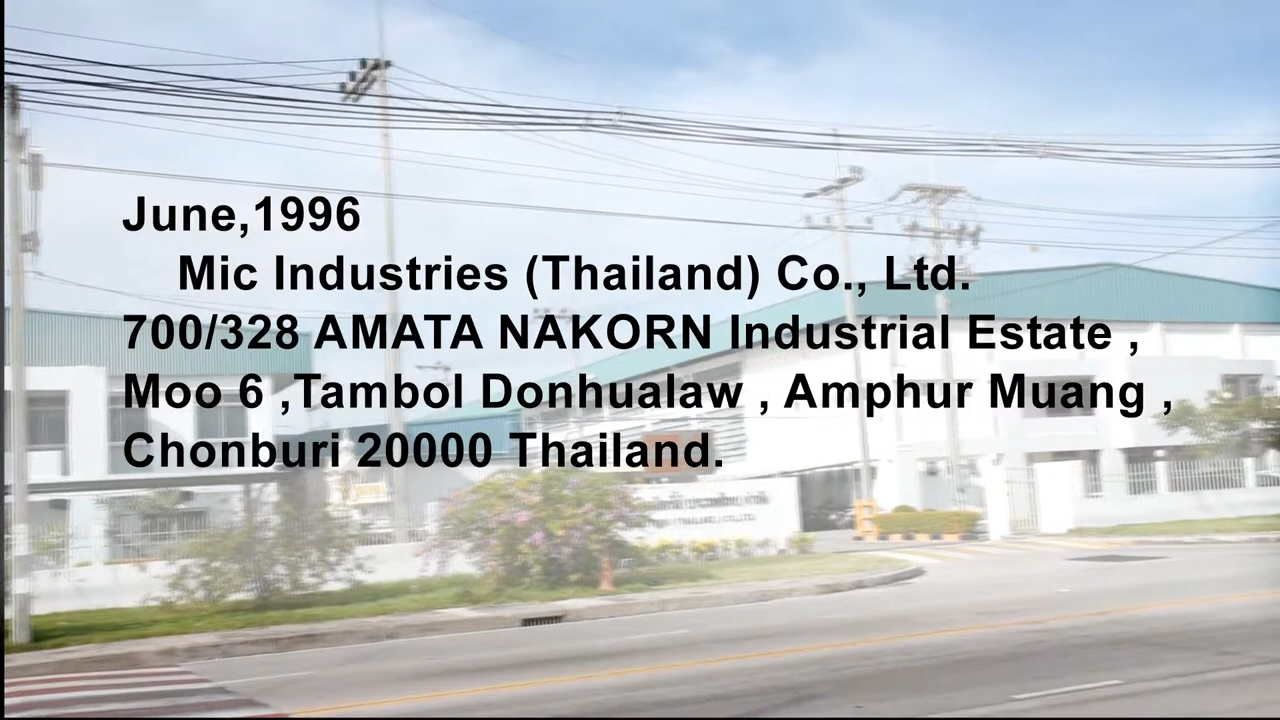 June,1996
Mic Industries (Thailand) Co., Ltd.
700/328 AMATA NAKORN Industrial Estate ,
Moo 6 ,Tambol Donhualaw , Amphur Muang ,
Chonburi 20000 Thailand.